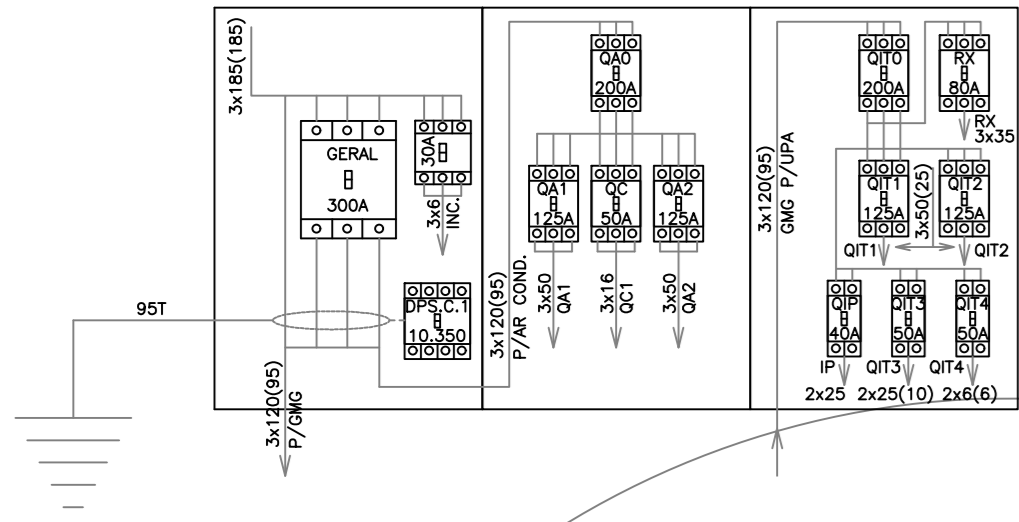 3x185(185)
GERAL
300A
30A
3x6
INC.
DPS.C.1
10.350
95T
3x120(95)
P/GMG
3x120(95)
P/AR COND.
QA0
200A
QA1
125A
QC
50A
QA2
125A
3x50
QA1
3x16
QC1
3x50
QA2
3x120(95)
GMG P/UPA
QIT0
200A
RX
80A
RX
3x35
QIT1
125A
3x50(25)
QIT2
125A
QIT1
QIT2
QIP
40A
QIT3
50A
QIT4
50A
IP
QIT3
QIT4
2x25
2x25(10)
2x6(6)